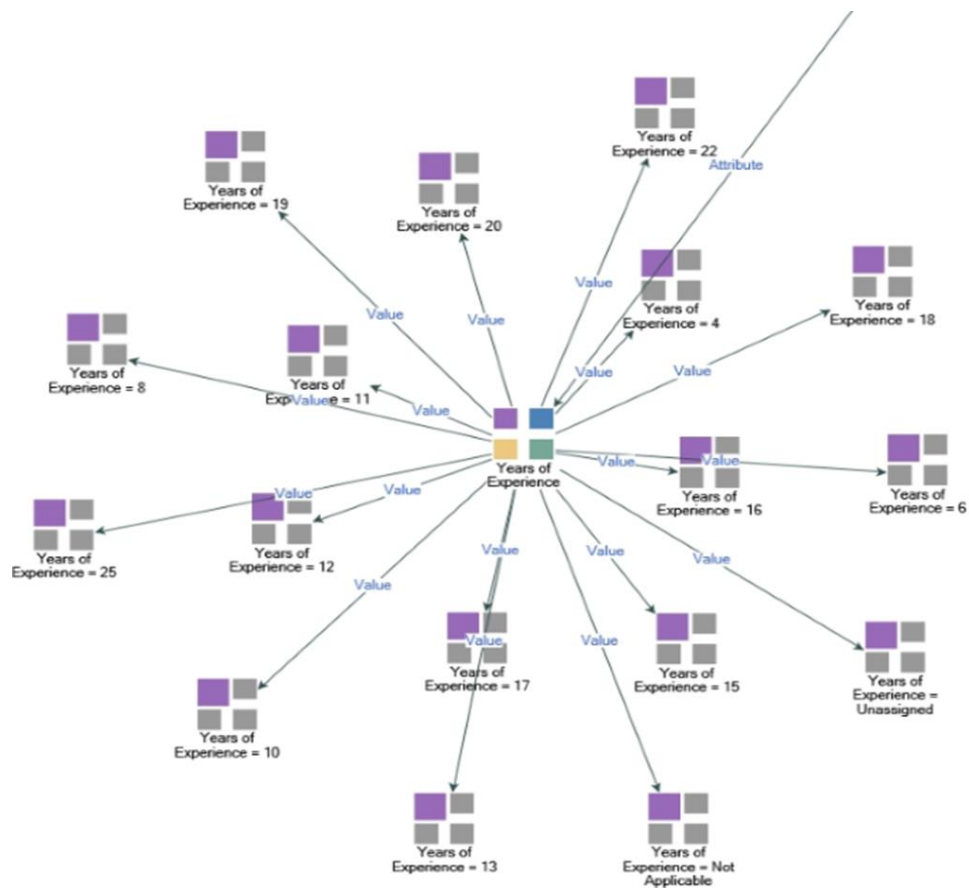 Years of
Experience = 22
Attribute
Years of
Experience = 19
Years of
Experience = 20
Value
Years of
Experience = 4
Years of
Experience = 18
Value
Value
Years of
Experience = 8
Years of
Experience = 11
Value
Value
Value
Value
Years of
Experience
Value
Value
Years of
Experience = 16
Years of
Experience = 6
Value
Value
Years of
Experience = 25
Years of
Experience = 12
Value
Value
Value
Value
Value
Value
Years of
Experience = 17
Years of
Experience = 15
Years of
Experience =
Unassigned
Years of
Experience = 10
Years of
Experience = 13
Years of
Experience = Not
Applicable